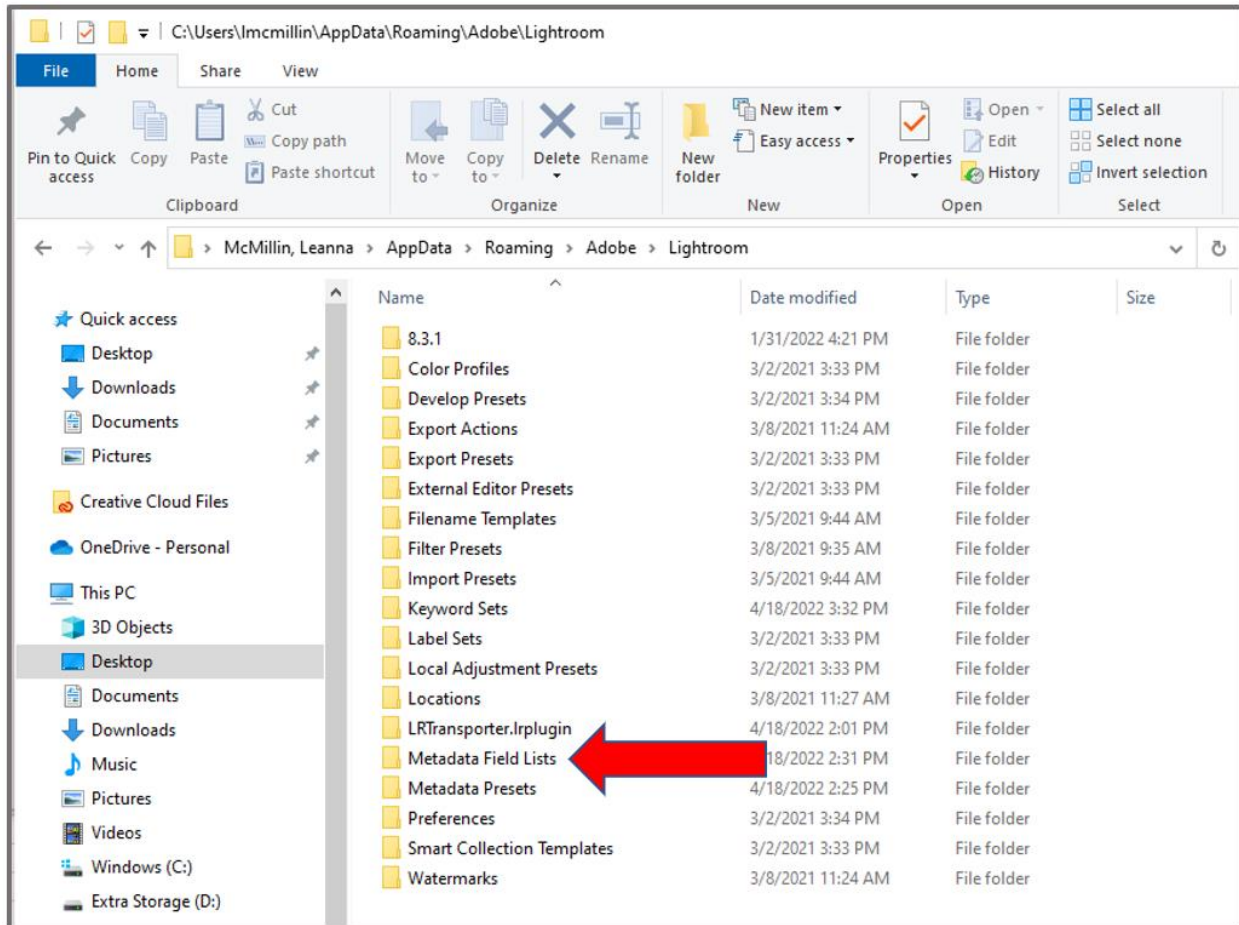 C:\Users\lmcmillin\AppData\Roaming\Adobe\Lightroom
File Home Share View
Pin to Quick access
Copy
Paste
Cut
Copy path
Paste shortcut
Clipboard
Move to
Copy to
Delete
Rename
Organize
New folder
New item
Easy access
New
Properties
Open
Edit
History
Open
Select all
Select none
Invert selection
Select
McMillin, Leanna > AppData > Roaming > Adobe > Lightroom
Quick access
Desktop
Downloads
Documents
Pictures
Creative Cloud Files
OneDrive - Personal
This PC
3D Objects
Desktop
Documents
Downloads
Music
Pictures
Videos
Windows (C:)
Extra Storage (D:)
Name Date modified Type Size
8.3.1 1/31/2022 4:21 PM File folder
Color Profiles 3/2/2021 3:33 PM File folder
Develop Presets 3/2/2021 3:34 PM File folder
Export Actions 3/8/2021 11:24 AM File folder
Export Presets 3/2/2021 3:33 PM File folder
External Editor Presets 3/2/2021 3:33 PM File folder
Filename Templates 3/5/2021 9:44 AM File folder
Filter Presets 3/8/2021 9:35 AM File folder
Import Presets 3/5/2021 9:44 AM File folder
Keyword Sets 4/18/2022 3:32 PM File folder
Label Sets 3/2/2021 3:33 PM File folder
Local Adjustment Presets 3/2/2021 3:33 PM File folder
Locations 3/8/2021 11:27 AM File folder
LRTransporter.lrplugin 4/18/2022 2:01 PM File folder
Metadata Field Lists 18/2022 2:31 PM File folder
Metadata Presets 4/18/2022 2:25 PM File folder
Preferences 3/2/2021 3:34 PM File folder
Smart Collection Templates 3/2/2021 3:33 PM File folder
Watermarks 3/8/2021 11:24 AM File folder